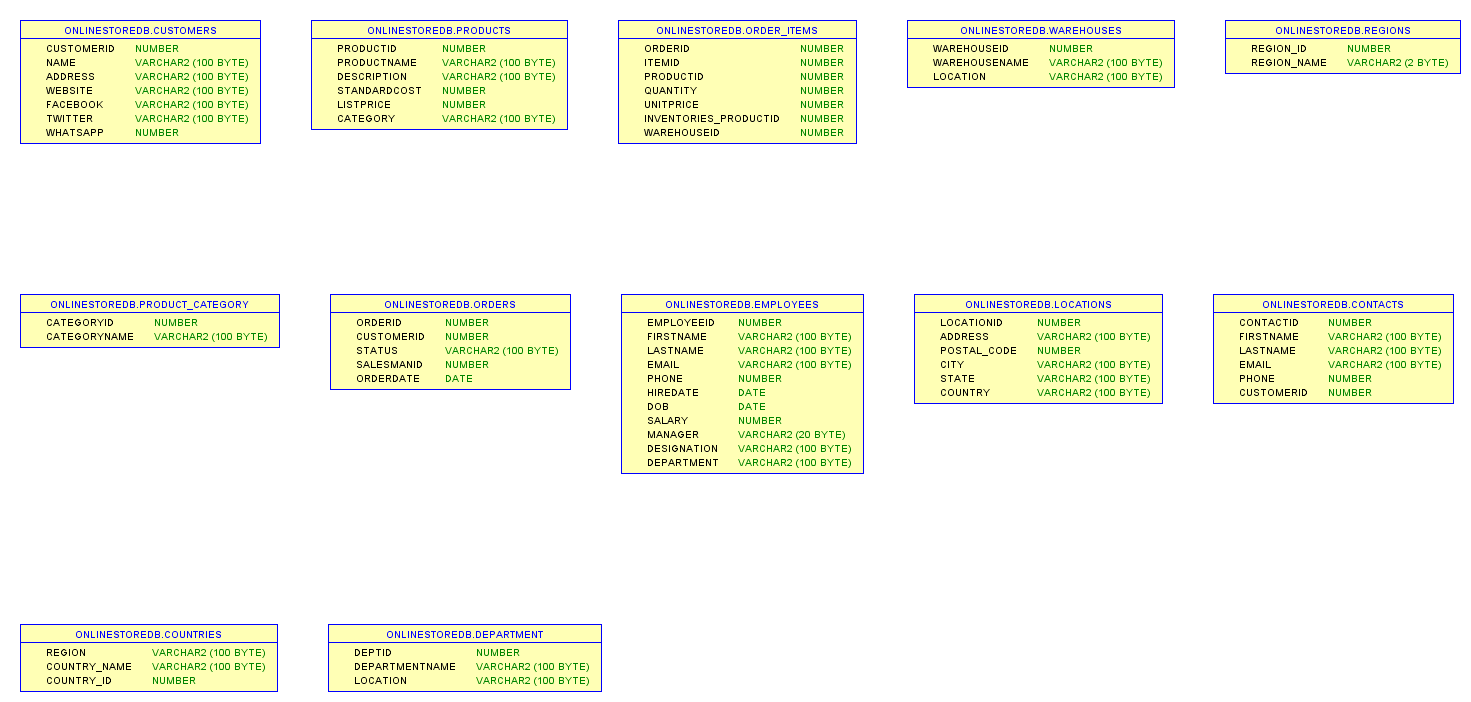 ONLINESTOREDB.CUSTOMERS
CUSTOMERID NUMBER
NAME VARCHAR2 (100 BYTE)
ADDRESS VARCHAR2 (100 BYTE)
WEBSITE VARCHAR2 (100 BYTE)
FACEBOOK VARCHAR2 (100 BYTE)
TWITTER VARCHAR2 (100 BYTE)
WHATSAPP NUMBER
ONLINESTOREDB.PRODUCTS
PRODUCTID NUMBER
PRODUCTNAME VARCHAR2 (100 BYTE)
DESCRIPTION VARCHAR2 (100 BYTE)
STANDARDCOST NUMBER
LISTPRICE NUMBER
CATEGORY VARCHAR2 (100 BYTE)
ONLINESTOREDB.ORDER_ITEMS
ORDERID NUMBER
ITEMID NUMBER
PRODUCTID NUMBER
QUANTITY NUMBER
UNITPRICE NUMBER
INVENTORIES_PRODUCTID NUMBER
WAREHOUSEID NUMBER
ONLINESTOREDB.WAREHOUSES
WAREHOUSEID NUMBER
WAREHOUSENAME VARCHAR2 (100 BYTE)
LOCATION VARCHAR2 (100 BYTE)
ONLINESTOREDB.REGIONS
REGION_ID NUMBER
REGION_NAME VARCHAR2 (2 BYTE)
ONLINESTOREDB.PRODUCT_CATEGORY
CATEGORYID NUMBER
CATEGORYNAME VARCHAR2 (100 BYTE)
ONLINESTOREDB.ORDERS
ORDERID NUMBER
CUSTOMERID NUMBER
STATUS VARCHAR2 (100 BYTE)
SALESMANID NUMBER
ORDERDATE DATE
ONLINESTOREDB.EMPLOYEES
EMPLOYEEID NUMBER
FIRSTNAME VARCHAR2 (100 BYTE)
LASTNAME VARCHAR2 (100 BYTE)
EMAIL VARCHAR2 (100 BYTE)
PHONE NUMBER
HIREDATE DATE
DOB DATE
SALARY NUMBER
MANAGER VARCHAR2 (20 BYTE)
DESIGNATION VARCHAR2 (100 BYTE)
DEPARTMENT VARCHAR2 (100 BYTE)
ONLINESTOREDB.LOCATIONS
LOCATIONID NUMBER
ADDRESS VARCHAR2 (100 BYTE)
POSTAL_CODE NUMBER
CITY VARCHAR2 (100 BYTE)
STATE VARCHAR2 (100 BYTE)
COUNTRY VARCHAR2 (100 BYTE)
ONLINESTOREDB.CONTACTS
CONTACTID NUMBER
FIRSTNAME VARCHAR2 (100 BYTE)
LASTNAME VARCHAR2 (100 BYTE)
EMAIL VARCHAR2 (100 BYTE)
PHONE NUMBER
CUSTOMERID NUMBER
ONLINESTOREDB.COUNTRIES
REGION VARCHAR2 (100 BYTE)
COUNTRY_NAME VARCHAR2 (100 BYTE)
COUNTRY_ID NUMBER
ONLINESTOREDB.DEPARTMENT
DEPTID NUMBER
DEPARTMENTNAME VARCHAR2 (100 BYTE)
LOCATION VARCHAR2 (100 BYTE)